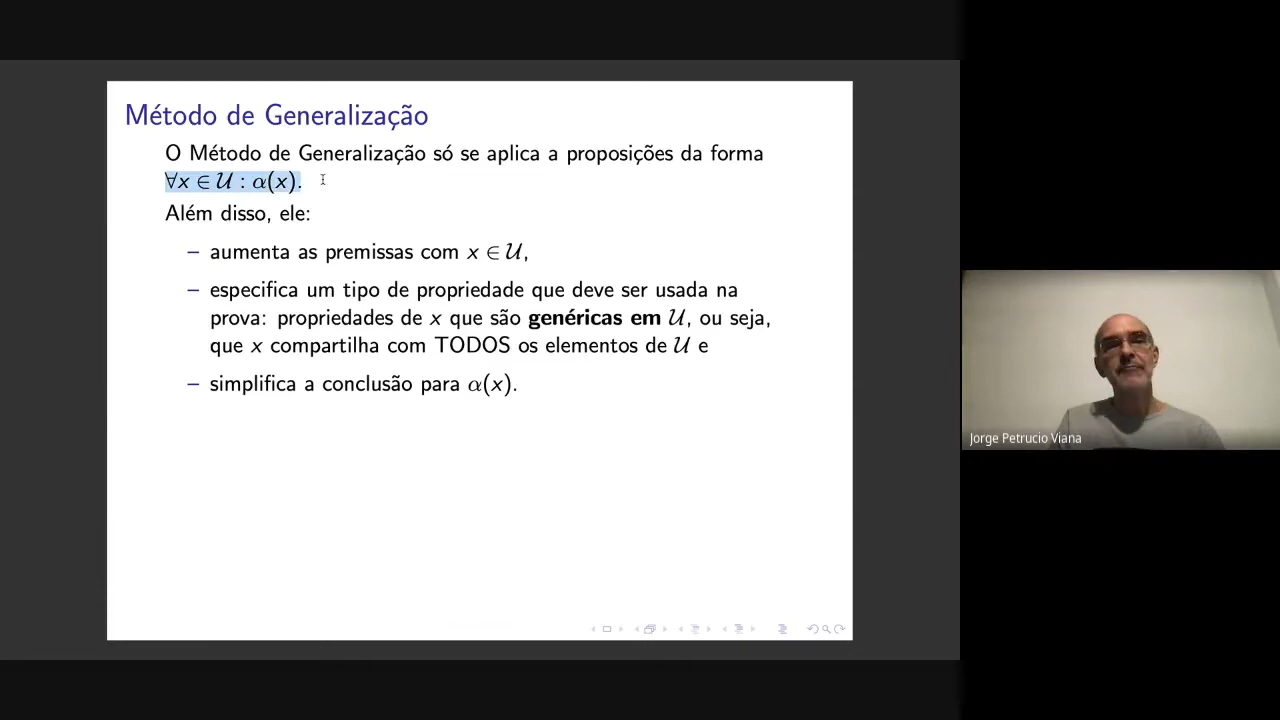 Método de Generalização
O Método de Generalização só se aplica a proposições da forma
∀x ∈ 𝒰 : α(x).
Além disso, ele:
– aumenta as premissas com x ∈ 𝒰,
– especifica um tipo de propriedade que deve ser usada na
prova: propriedades de x que são genéricas em 𝒰, ou seja,
que x compartilha com TODOS os elementos de 𝒰 e
– simplifica a conclusão para α(x).
Jorge Petrucio Viana